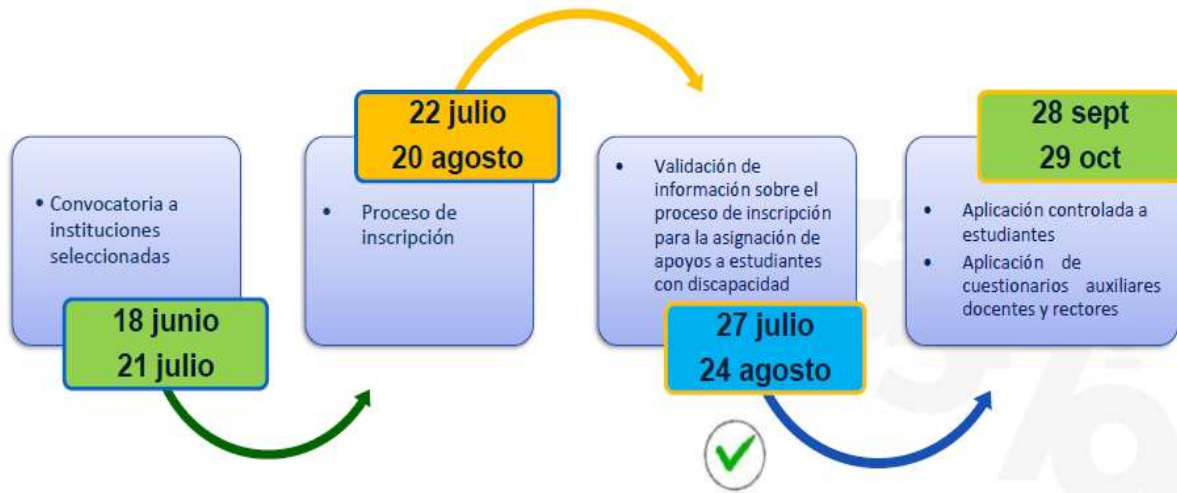 • Convocatoria a
instituciones
seleccionadas
18 junio
21 julio
22 julio
20 agosto
• Proceso de
inscripción
• Validación de
información sobre el
proceso de inscripción
para la asignación de
apoyos a estudiantes
con discapacidad
27 julio
24 agosto
28 sept
29 oct
• Aplicación controlada a
estudiantes
• Aplicación de
cuestionarios auxiliares
docentes y rectores